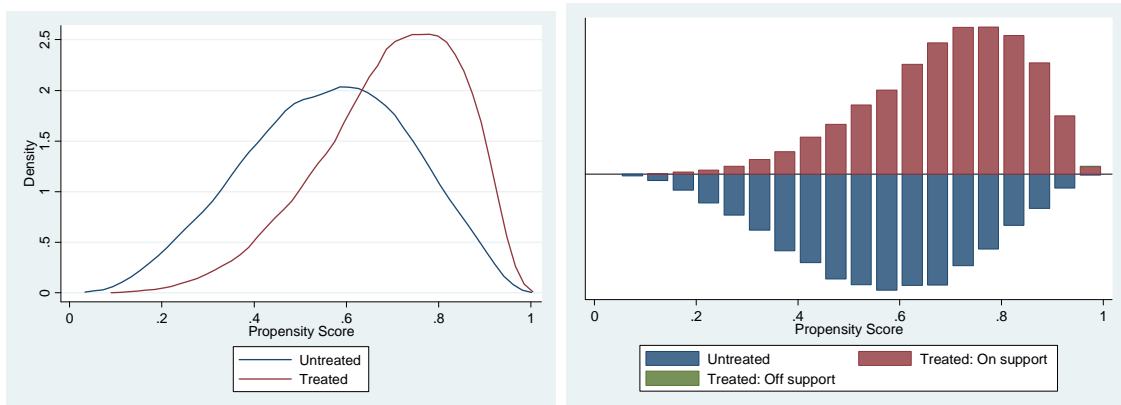 Density
2.5
2
1.5
1
.5
0
0 .2 .4 .6 .8 1
Propensity Score
Untreated
Treated
0 .2 .4 .6 .8 1
Propensity Score
Untreated Treated: On support
Treated: Off support